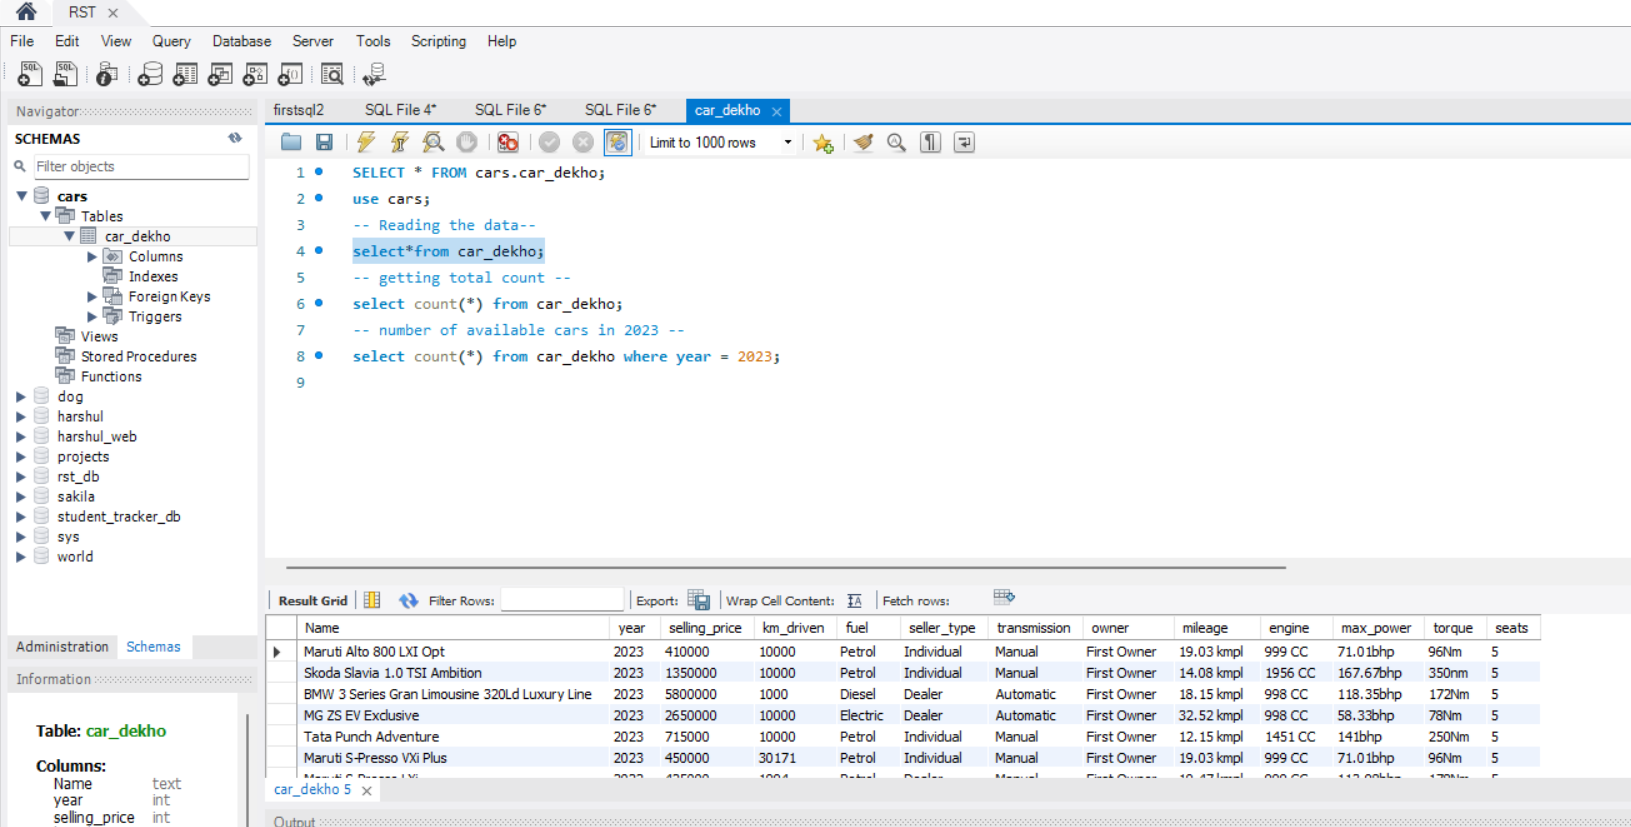 RST
File Edit View Query Database Server Tools Scripting Help
Navigator
SCHEMAS
Filter objects
cars
Tables
car_dekho
Columns
Indexes
Foreign Keys
Triggers
Views
Stored Procedures
Functions
dog
harshul
harshul_web
projects
rst_db
sakila
student_tracker_db
sys
world
Administration Schemas
Information
Table: car_dekho
Columns:
Name text
year int
selling_price int
firstsql2 SQL File 4* SQL File 6* SQL File 6* car_dekho
Limit to 1000 rows
1 SELECT * FROM cars.car_dekho;
2 use cars;
3 -- Reading the data--
4 select*from car_dekho;
5 -- getting total count --
6 select count(*) from car_dekho;
7 -- number of available cars in 2023 --
8 select count(*) from car_dekho where year = 2023;
9
Result Grid Filter Rows: Export: Wrap Cell Content: Fetch rows:
Name year selling_price km_driven fuel seller_type transmission owner mileage engine max_power torque seats
Maruti Alto 800 LXI Opt 2023 410000 10000 Petrol Individual Manual First Owner 19.03 kmpl 999 CC 71.01bhp 96Nm 5
Skoda Slavia 1.0 TSI Ambition 2023 1350000 10000 Petrol Individual Manual First Owner 14.08 kmpl 1956 CC 167.67bhp 350nm 5
BMW 3 Series Gran Limousine 320Ld Luxury Line 2023 5800000 1000 Diesel Dealer Automatic First Owner 18.15 kmpl 998 CC 118.35bhp 172Nm 5
MG ZS EV Exclusive 2023 2650000 10000 Electric Dealer Automatic First Owner 32.52 kmpl 998 CC 58.33bhp 78Nm 5
Tata Punch Adventure 2023 715000 10000 Petrol Individual Manual First Owner 12.15 kmpl 1451 CC 141bhp 250Nm 5
Maruti S-Presso VXi Plus 2023 450000 30171 Petrol Individual Manual First Owner 19.03 kmpl 999 CC 71.01bhp 96Nm 5
car_dekho 5
Output